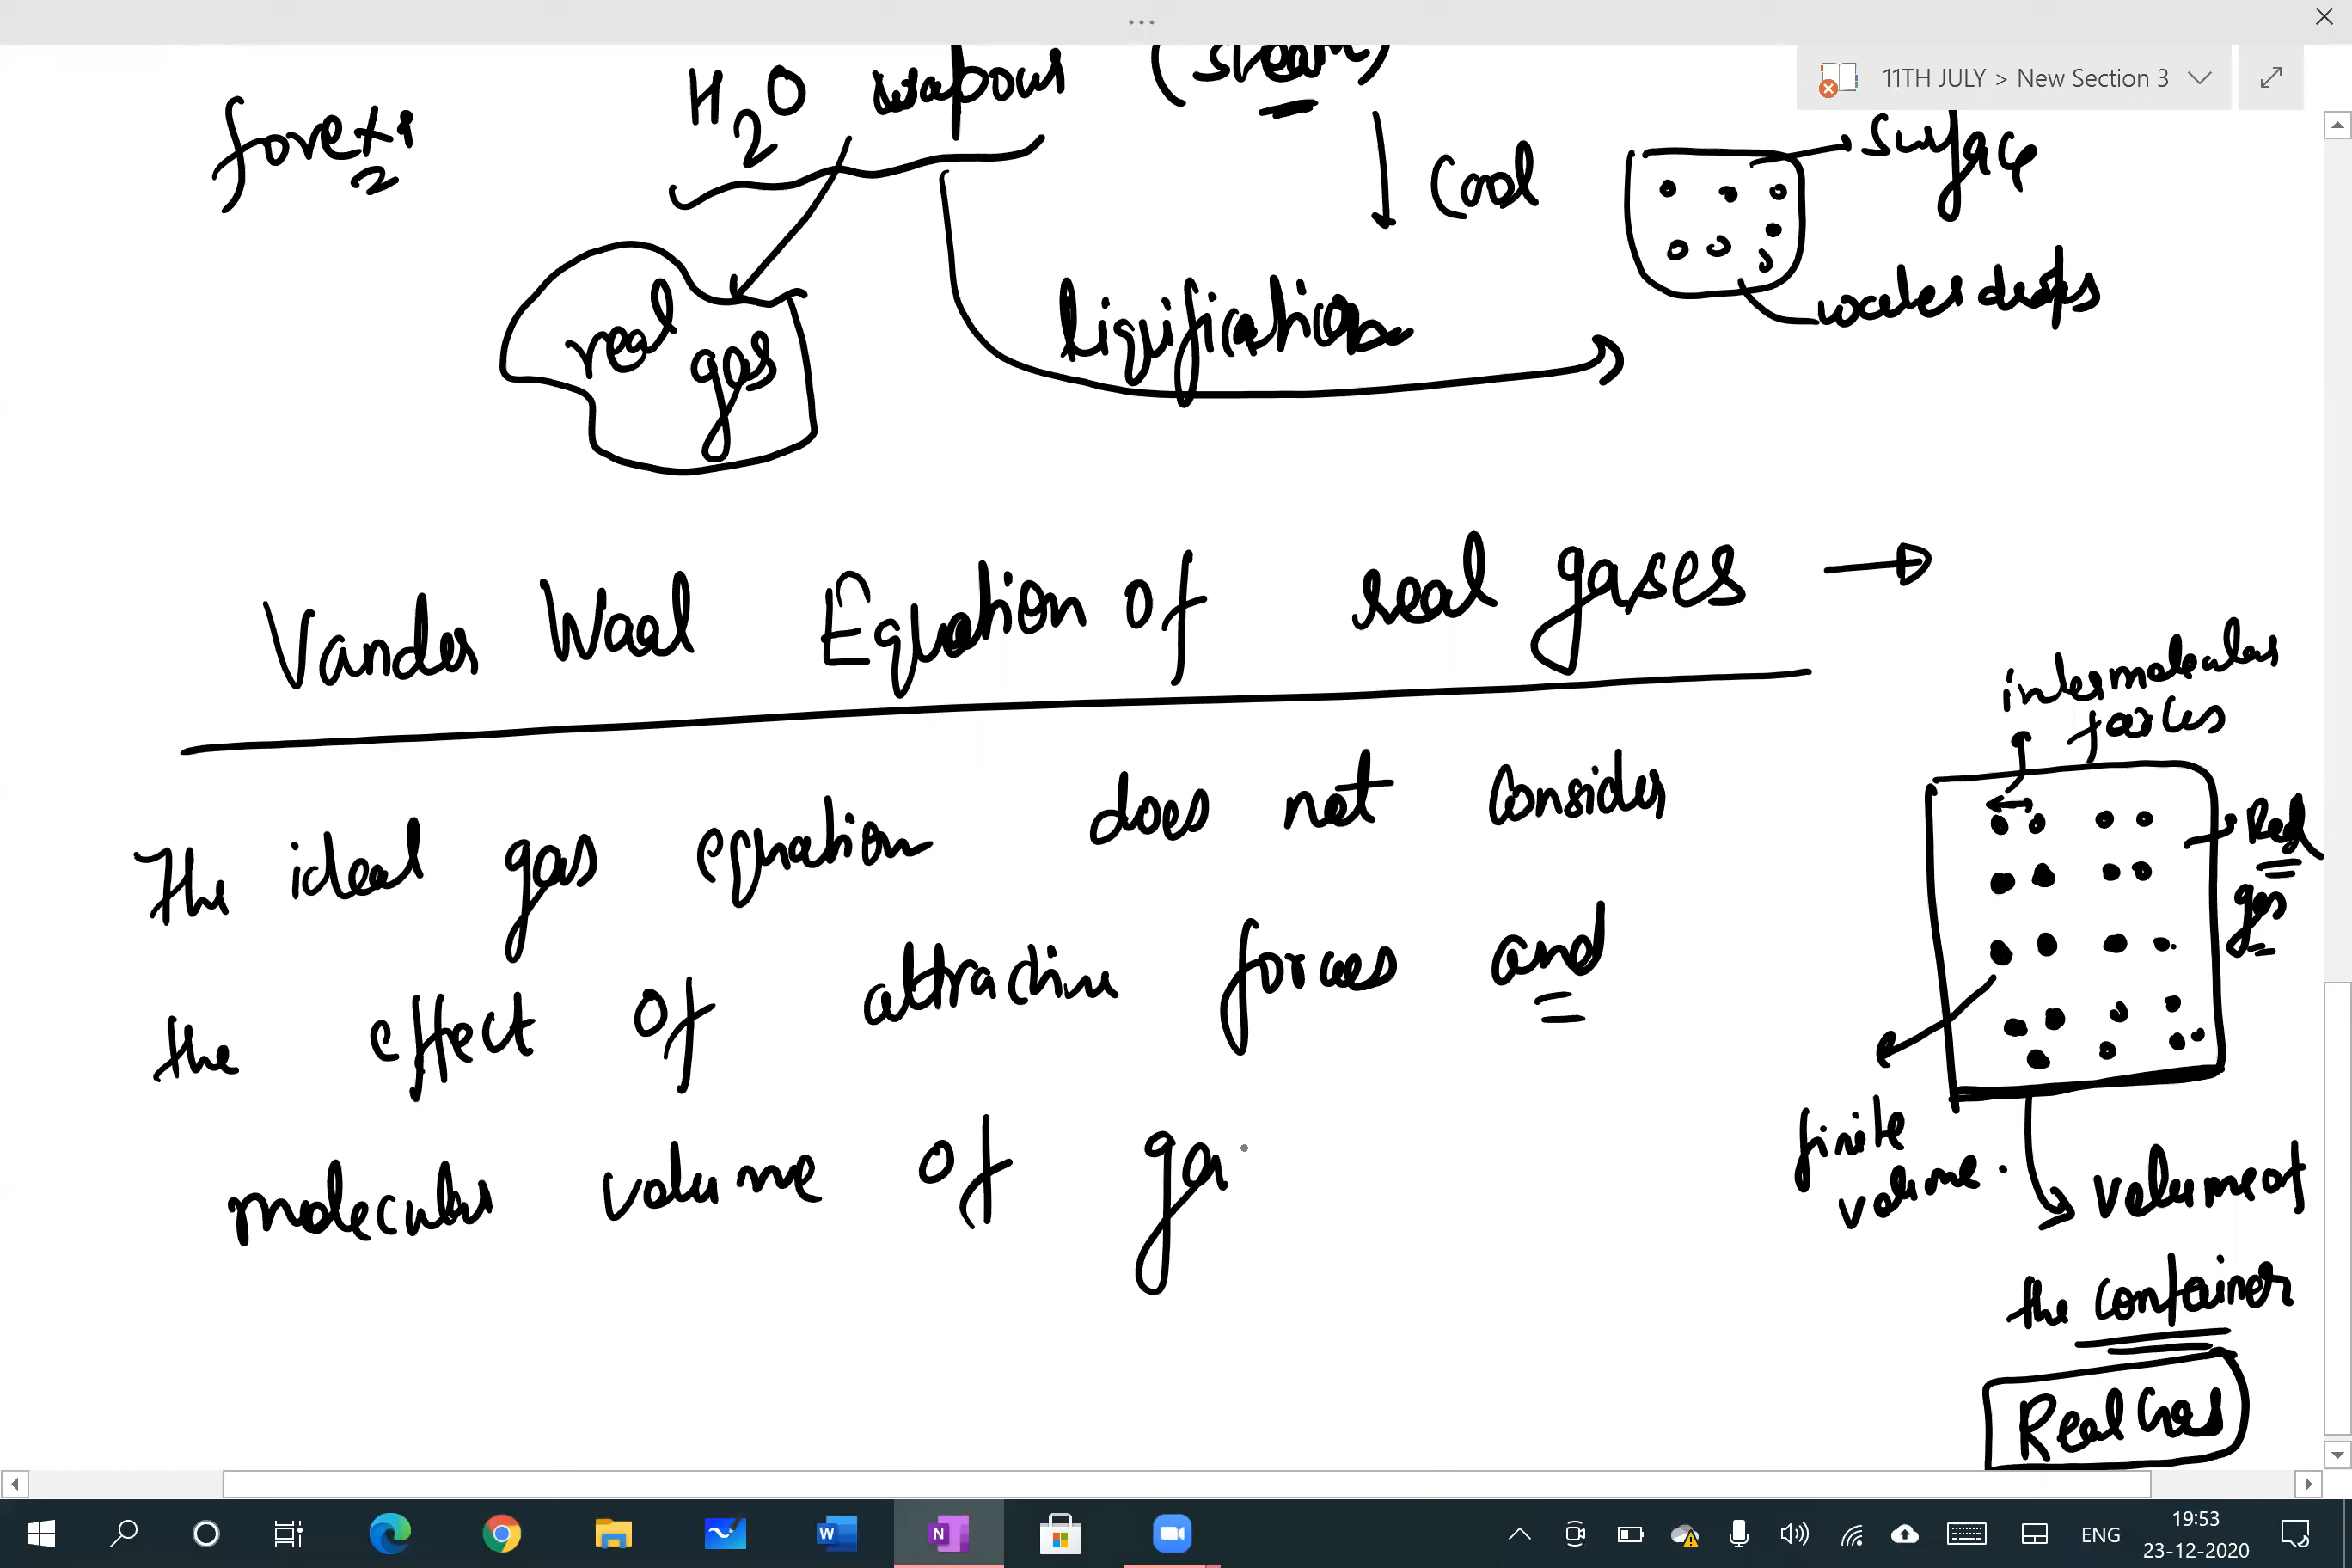 ...
11TH JULY > New Section 3
for ex:
2
H2O vapour (steam)
Cool
Surface
water drops
liquification
real
gas
Vander Waal Equation of real gases →
intermolecular
forces
Real
gas
The ideal gas equation does not consider
the effect of attractive forces and
molecular volume of ga
finite
volume.
Volume of
the container
Real Gas
ENG
19:53
23-12-2020